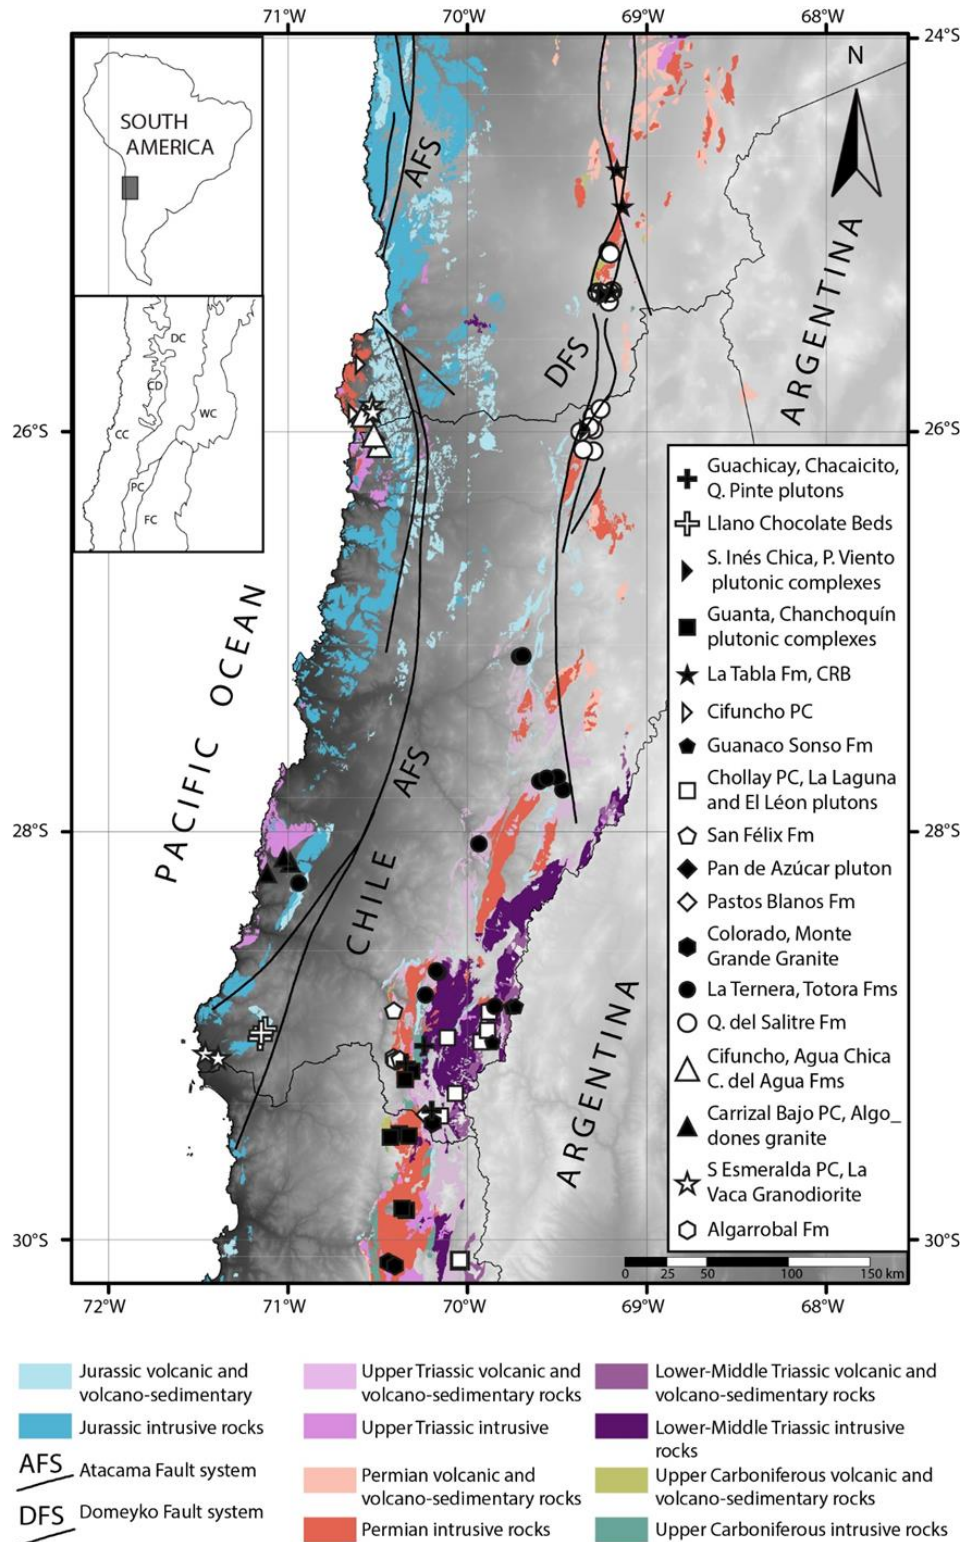 71°W
70°W
69°W
68°W
24°S
SOUTH
AMERICA
N
AFS
DC
CD
WC
CC
PC
FC
DFS
ARGENTINA
26°S
26°S
Guachicay, Chacaicito,
Q. Pinte plutons
Llano Chocolate Beds
S. Inés Chica, P. Viento
plutonic complexes
Guanta, Chanchoquín
plutonic complexes
La Tabla Fm, CRB
Cifuncho PC
Guanaco Sonso Fm
Chollay PC, La Laguna
and El Léon plutons
San Félix Fm
Pan de Azúcar pluton
Pastos Blanos Fm
Colorado, Monte
Grande Granite
La Ternera, Totora Fms
Q. del Salitre Fm
Cifuncho, Agua Chica
C. del Agua Fms
Carrizal Bajo PC, Algo_
dones granite
S Esmeralda PC, La
Vaca Granodiorite
Algarrobal Fm
PACIFIC OCEAN
AFS
28°S
28°S
CHILE
ARGENTINA
30°S
30°S
0 25 50 100 150 km
72°W
71°W
70°W
69°W
68°W
Jurassic volcanic and
volcano-sedimentary
Jurassic intrusive rocks
AFS Atacama Fault system
DFS Domeyko Fault system
Upper Triassic volcanic and
volcano-sedimentary rocks
Upper Triassic intrusive
Permian volcanic and
volcano-sedimentary rocks
Permian intrusive rocks
Lower-Middle Triassic volcanic and
volcano-sedimentary rocks
Lower-Middle Triassic intrusive
rocks
Upper Carboniferous volcanic and
volcano-sedimentary rocks
Upper Carboniferous intrusive rocks